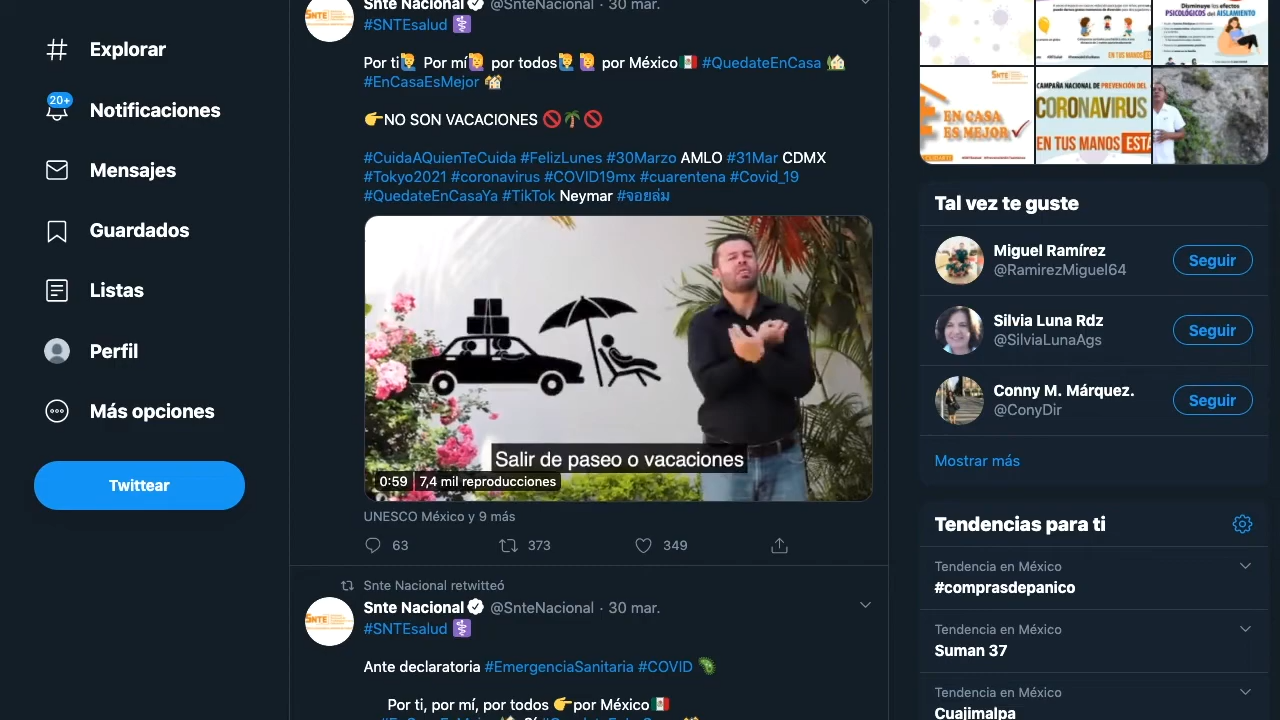 Explorar
20+
Notificaciones
Mensajes
Guardados
Listas
Perfil
Más opciones
Twittear
Snte Nacional @SnteNacional · 30 mar.
#SNTEsalud
Por ti, por mí, por todos por México #QuedateEnCasa
#EnCasaEsMejor
👉NO SON VACACIONES 🚫🌴🚫
#CuidaAQuienTeCuida #FelizLunes #30Marzo AMLO #31Mar CDMX
#Tokyo2021 #coronavirus #COVID19mx #cuarentena #Covid_19
#QuedateEnCasaYa #TikTok Neymar #จอยล่ม
Salir de paseo o vacaciones
0:59 7,4 mil reproducciones
UNESCO México y 9 más
63 373 349
Snte Nacional retwitteó
SNTE
Snte Nacional @SnteNacional · 30 mar.
#SNTEsalud
Ante declaratoria #EmergenciaSanitaria #COVID
Por ti, por mí, por todos 👉por México
Disminuye los efectos
PSICOLÓGICOS del AISLAMIENTO
EN TUS MANOS
SNTE
EN CASA
ES MEJOR
CAMPAÑA NACIONAL DE PREVENCIÓN DEL
CORONAVIRUS
EN TUS MANOS ESTÁ
Tal vez te guste
Miguel Ramírez
@RamirezMiguel64
Seguir
Silvia Luna Rdz
@SilviaLunaAgs
Seguir
Conny M. Márquez.
@ConyDir
Seguir
Mostrar más
Tendencias para ti
Tendencia en México
#comprasdepanico
Tendencia en México
Suman 37
Tendencia en México
Cuajimalpa